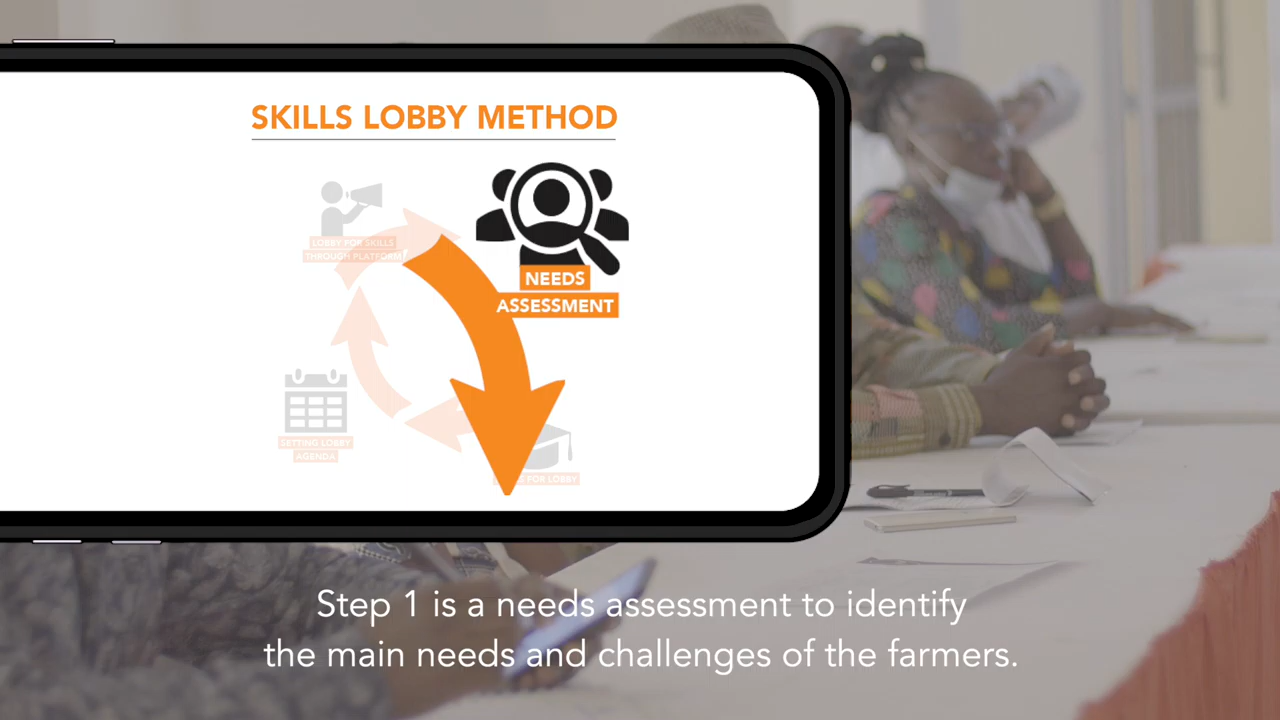 SKILLS LOBBY METHOD
LOBBY FOR SKILLS
THROUGH PLATFORM
NEEDS
ASSESSMENT
SETTING LOBBY
AGENDA
FOR LOBBY
Step 1 is a needs assessment to identify
the main needs and challenges of the farmers.